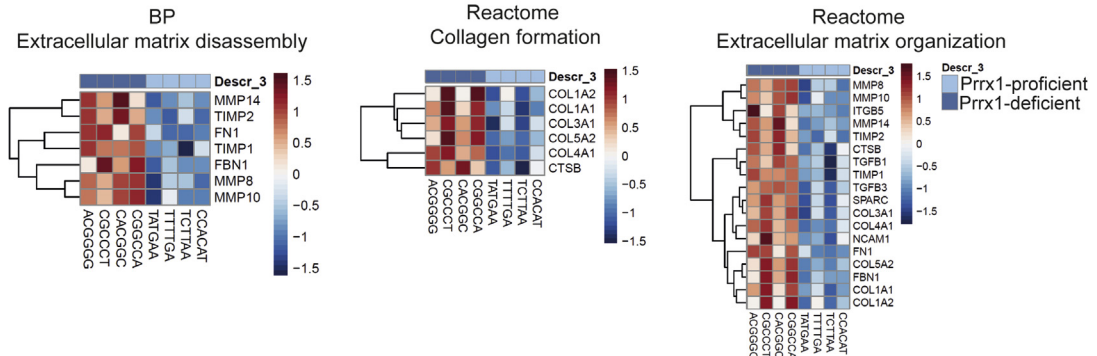 BP
Extracellular matrix disassembly
Descr_3
MMP14
TIMP2
FN1
TIMP1
FBN1
MMP8
MMP10
ACGGGG
CGCCCT
CACGGC
CGGCCA
TATGAA
TTTTGA
TCTTAA
CCACAT
1.5
1
0.5
0
−0.5
−1
−1.5
Reactome
Collagen formation
Descr_3
COL1A2
COL1A1
COL3A1
COL5A2
COL4A1
CTSB
ACGGGG
CGCCCT
CACGGC
CGGCCA
TATGAA
TTTTGA
TCTTAA
CCACAT
1.5
1
0.5
0
−0.5
−1
−1.5
Reactome
Extracellular matrix organization
Descr_3
MMP8
MMP10
ITGB5
MMP14
TIMP2
CTSB
TGFB1
TIMP1
TGFB3
SPARC
COL3A1
COL4A1
NCAM1
FN1
COL5A2
FBN1
COL1A1
COL1A2
ACGGGG
CGCCCT
CACGGC
CGGCCA
TATGAA
TTTTGA
TCTTAA
CCACAT
1.5
1
0.5
0
−0.5
−1
−1.5
Descr_3
Prrx1-proficient
Prrx1-deficient